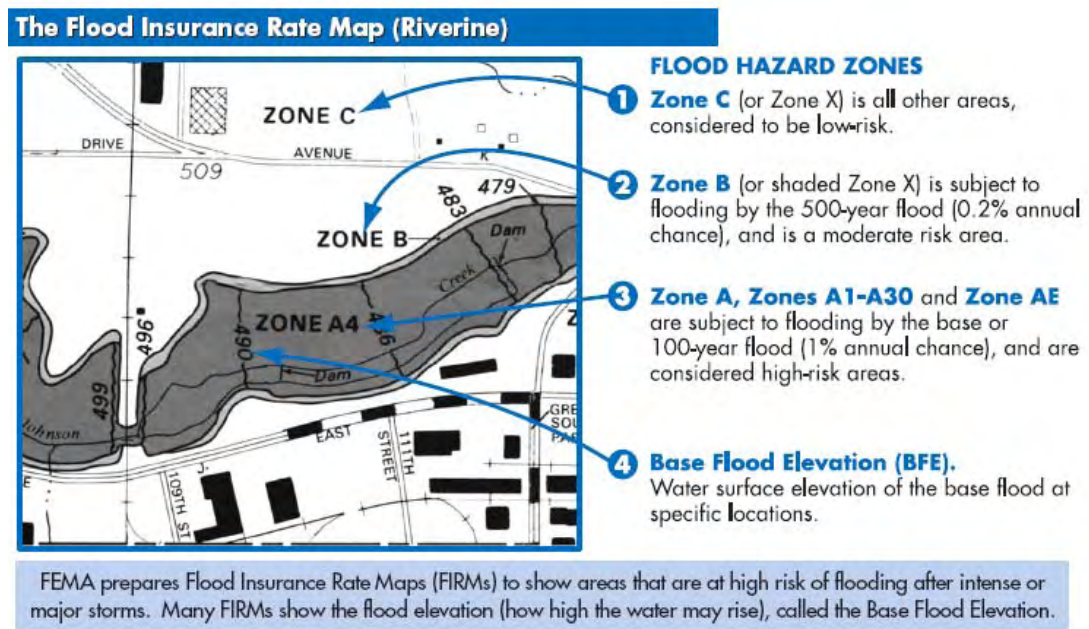 The Flood Insurance Rate Map (Riverine)
ZONE C
DRIVE
AVENUE
K
509
479
483
ZONE B
Dam
Creek
ZONE A4
496
490
Dam
499
Johnson
EAST
111TH
STREET
109TH ST
J.
GRE
SOU
PAR
Z
E
FLOOD HAZARD ZONES
1 Zone C (or Zone X) is all other areas,
considered to be low-risk.
2 Zone B (or shaded Zone X) is subject to
flooding by the 500-year flood (0.2% annual
chance), and is a moderate risk area.
3 Zone A, Zones A1-A30 and Zone AE
are subject to flooding by the base or
100-year flood (1% annual chance), and are
considered high-risk areas.
4 Base Flood Elevation (BFE).
Water surface elevation of the base flood at
specific locations.
FEMA prepares Flood Insurance Rate Maps (FIRMs) to show areas that are at high risk of flooding after intense or
major storms. Many FIRMs show the flood elevation (how high the water may rise), called the Base Flood Elevation.